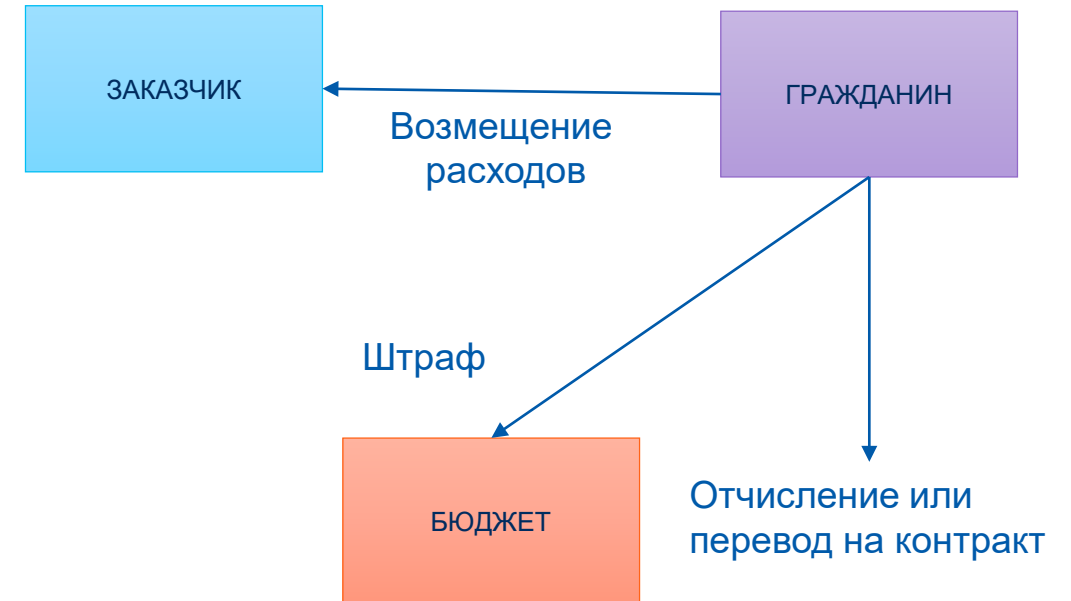 ЗАКАЗЧИК
ГРАЖДАНИН
Возмещение
расходов
Штраф
БЮДЖЕТ
Отчисление или
перевод на контракт